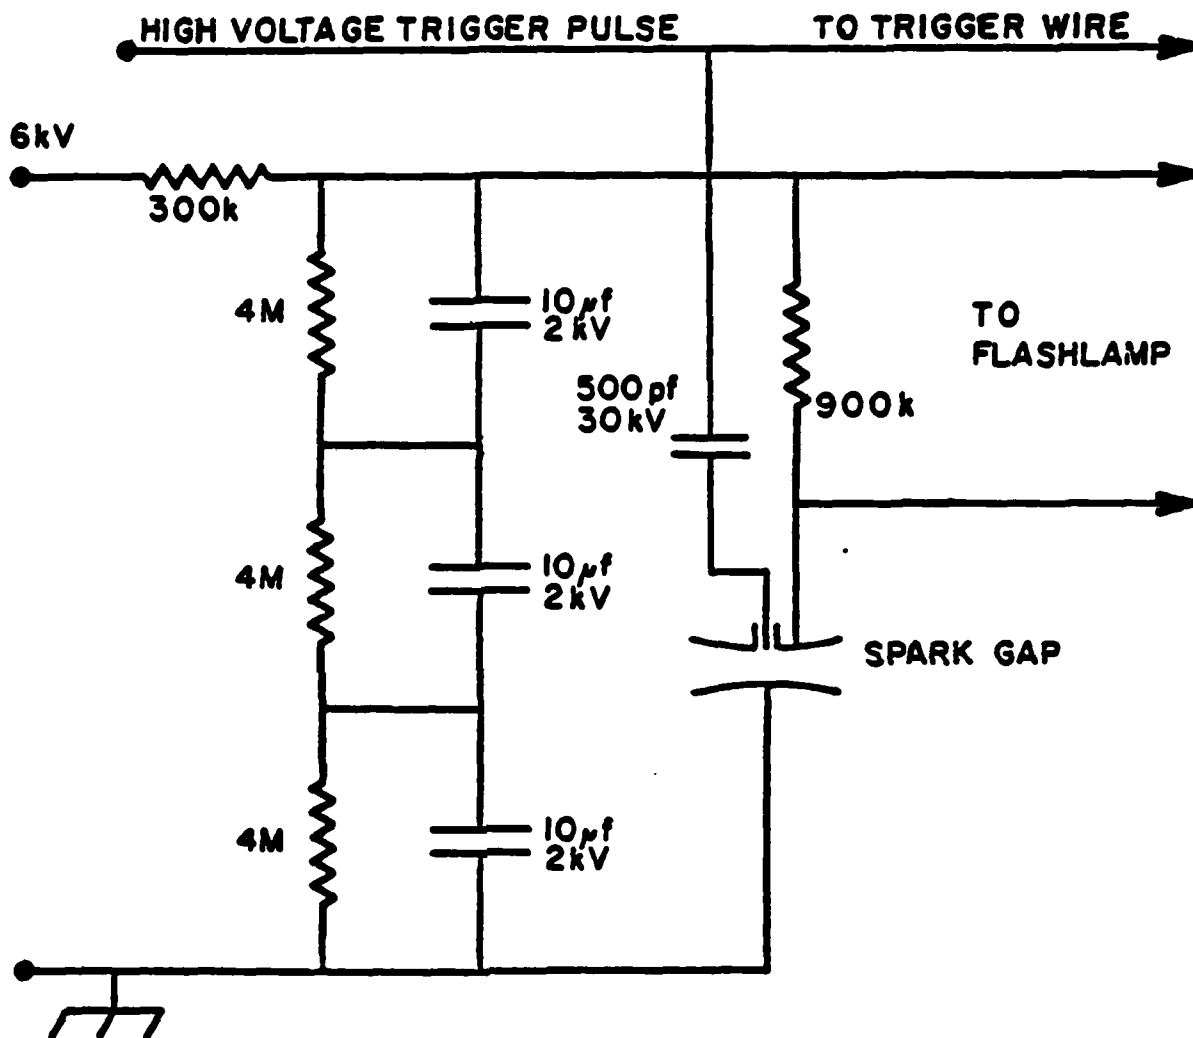 HIGH VOLTAGE TRIGGER PULSE
TO TRIGGER WIRE
6kV
300k
4M
10μf
2kV
TO
FLASHLAMP
500pf
30kV
900k
4M
10μf
2kV
SPARK GAP
4M
10μf
2kV